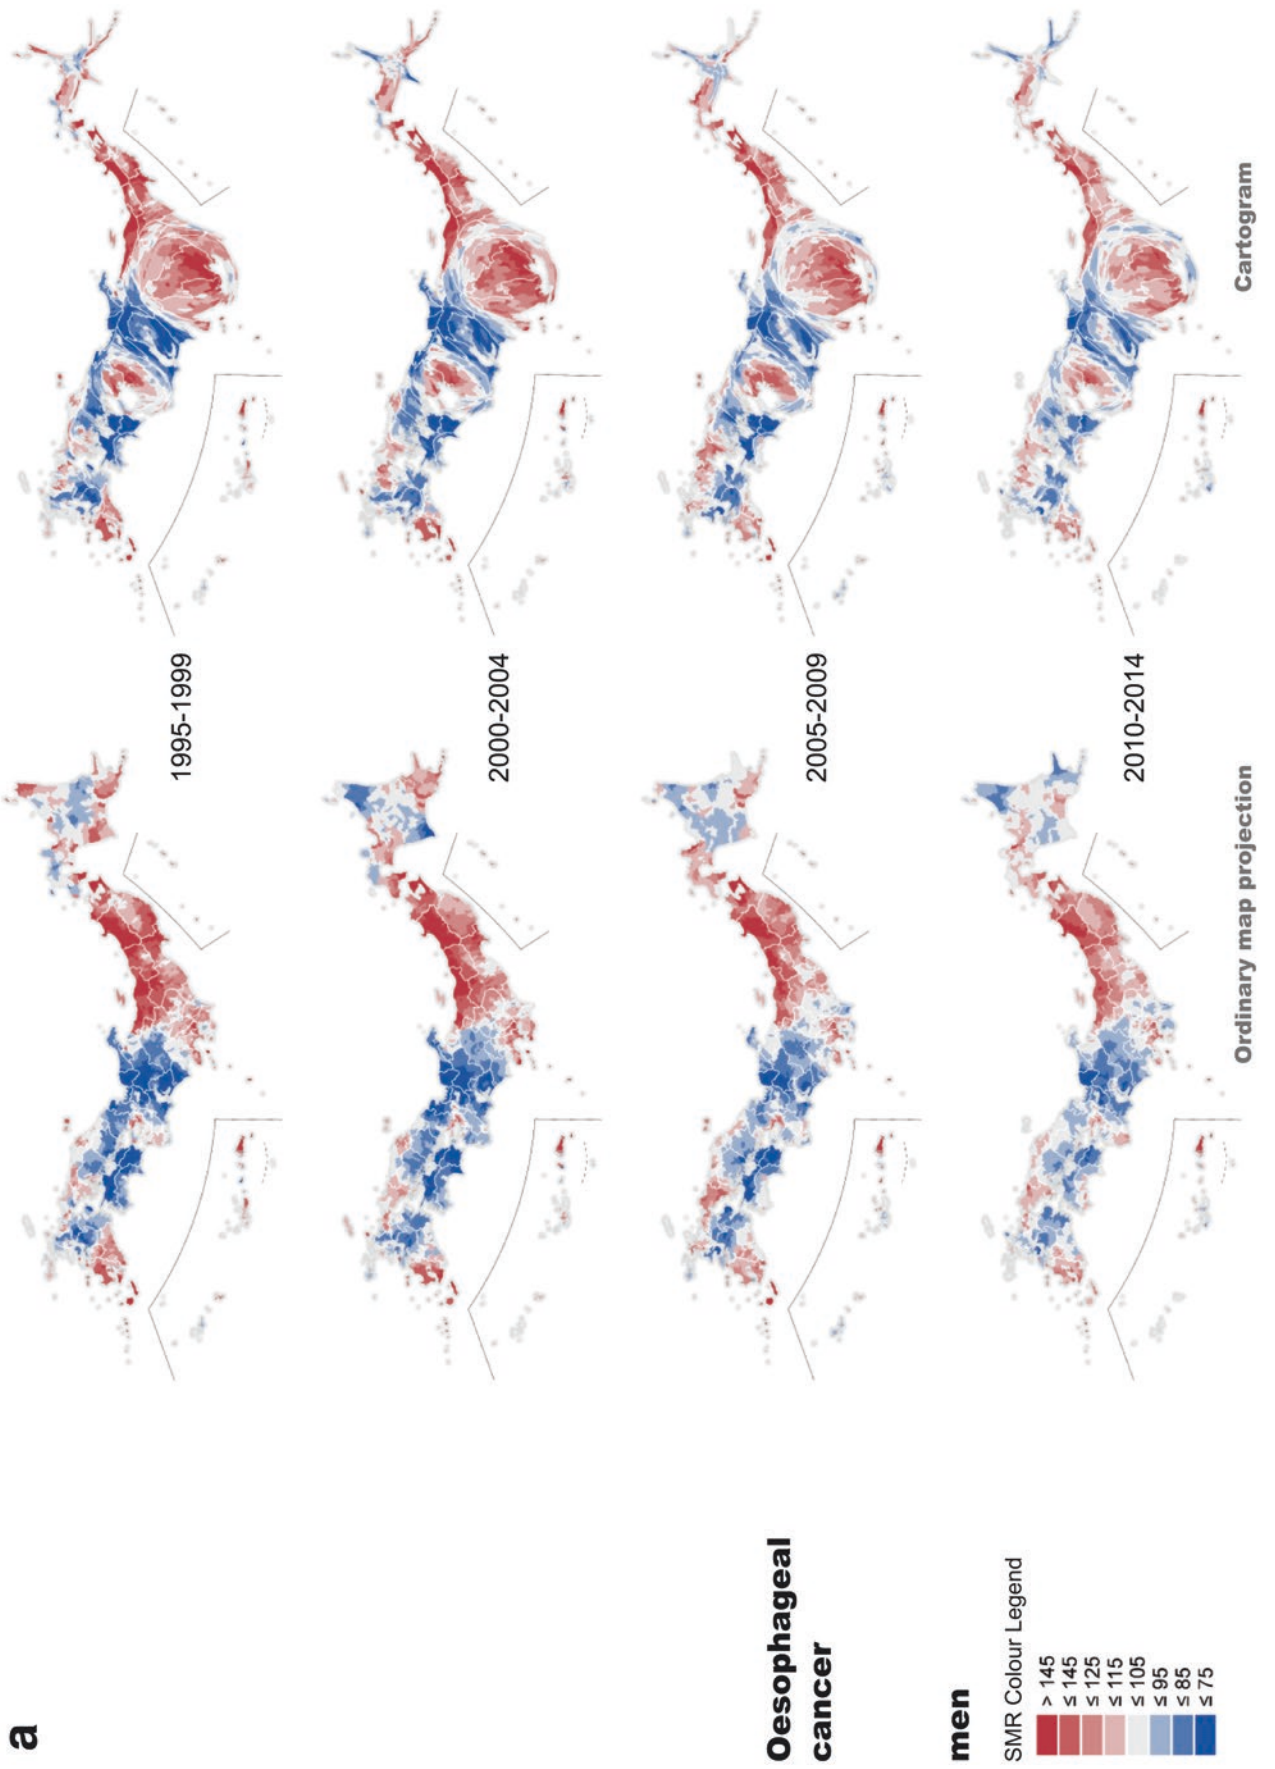 a
Oesophageal
cancer
men
SMR Colour Legend
> 145
≤ 145
≤ 125
≤ 115
≤ 105
≤ 95
≤ 85
≤ 75
1995-1999
2000-2004
2005-2009
2010-2014
Ordinary map projection
Cartogram